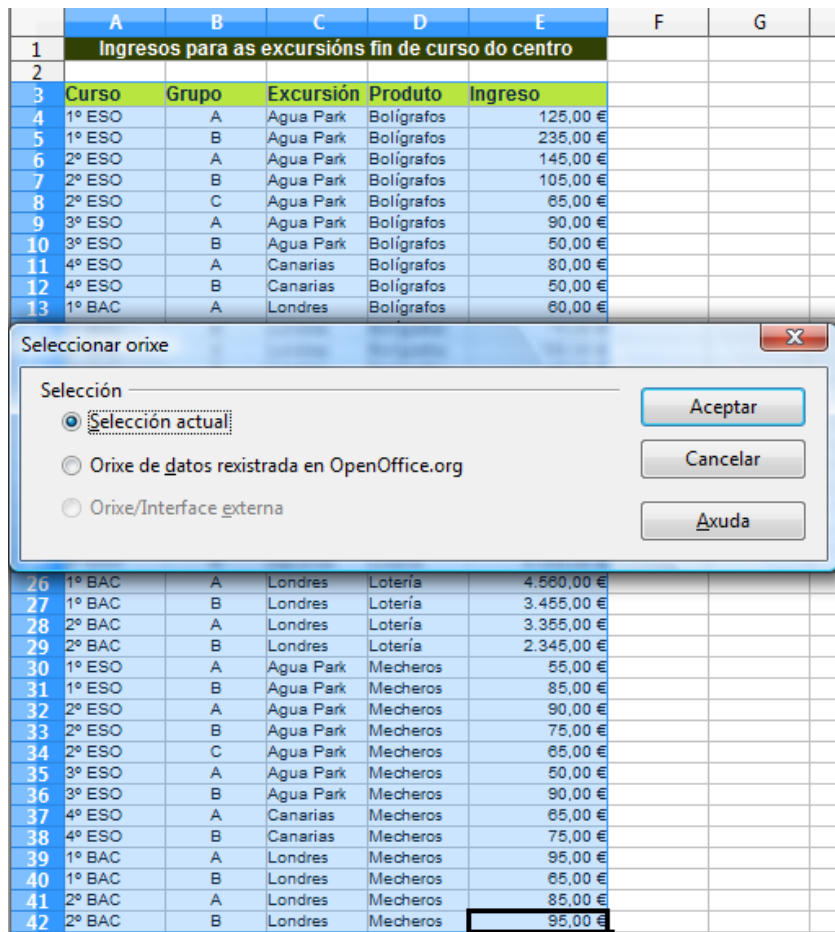 A B C D E F G
1 Ingresos para as excursións fin de curso do centro
2
3 Curso Grupo Excursión Produto Ingreso
4 1º ESO A Agua Park Bolígrafos 125,00 €
5 1º ESO B Agua Park Bolígrafos 235,00 €
6 2º ESO A Agua Park Bolígrafos 145,00 €
7 2º ESO B Agua Park Bolígrafos 105,00 €
8 2º ESO C Agua Park Bolígrafos 65,00 €
9 3º ESO A Agua Park Bolígrafos 90,00 €
10 3º ESO B Agua Park Bolígrafos 50,00 €
11 4º ESO A Canarias Bolígrafos 80,00 €
12 4º ESO B Canarias Bolígrafos 50,00 €
13 1º BAC A Londres Bolígrafos 60,00 €
Seleccionar orixe
Selección
Selección actual
Aceptar
Orixe de datos rexistrada en OpenOffice.org
Cancelar
Orixe/Interface externa
Axuda
26 1º BAC A Londres Lotería 4.560,00 €
27 1º BAC B Londres Lotería 3.455,00 €
28 2º BAC A Londres Lotería 3.355,00 €
29 2º BAC B Londres Lotería 2.345,00 €
30 1º ESO A Agua Park Mecheros 55,00 €
31 1º ESO B Agua Park Mecheros 85,00 €
32 2º ESO A Agua Park Mecheros 90,00 €
33 2º ESO B Agua Park Mecheros 75,00 €
34 2º ESO C Agua Park Mecheros 65,00 €
35 3º ESO A Agua Park Mecheros 50,00 €
36 3º ESO B Agua Park Mecheros 90,00 €
37 4º ESO A Canarias Mecheros 65,00 €
38 4º ESO B Canarias Mecheros 75,00 €
39 1º BAC A Londres Mecheros 95,00 €
40 1º BAC B Londres Mecheros 65,00 €
41 2º BAC A Londres Mecheros 85,00 €
42 2º BAC B Londres Mecheros 95,00 €